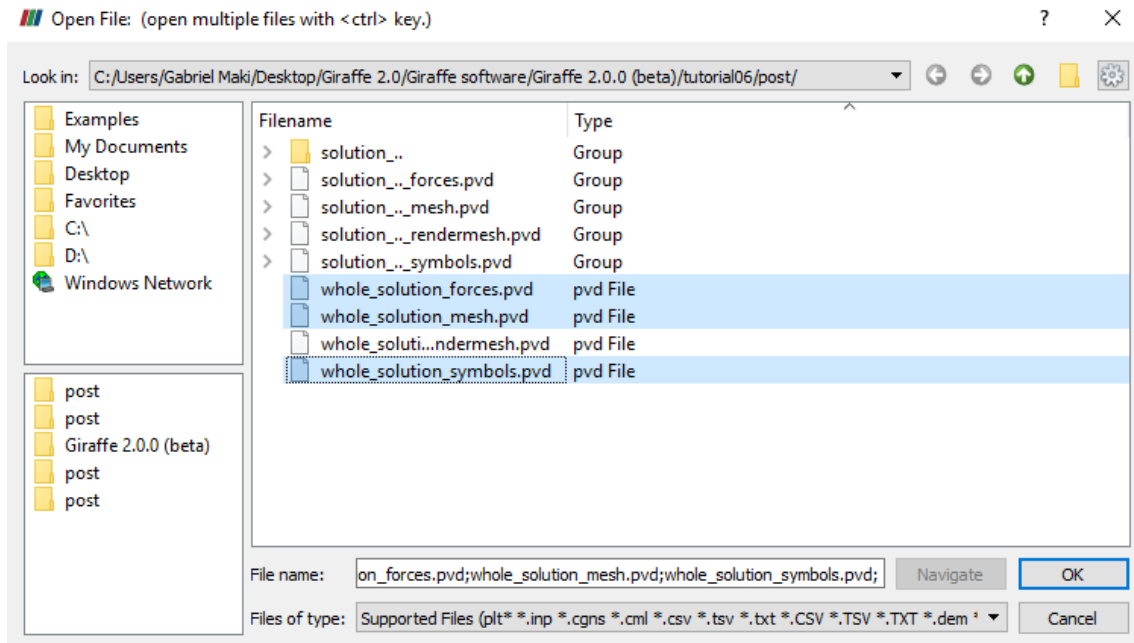 Open File: (open multiple files with <ctrl> key.)
?
Look in: C:/Users/Gabriel Maki/Desktop/Giraffe 2.0/Giraffe software/Giraffe 2.0.0 (beta)/tutorial06/post/
Examples
My Documents
Desktop
Favorites
C:\
D:\
Windows Network
post
post
Giraffe 2.0.0 (beta)
post
post
Filename Type
solution_.. Group
solution_.._forces.pvd Group
solution_.._mesh.pvd Group
solution_.._rendermesh.pvd Group
solution_.._symbols.pvd Group
whole_solution_forces.pvd pvd File
whole_solution_mesh.pvd pvd File
whole_soluti...ndermesh.pvd pvd File
whole_solution_symbols.pvd pvd File
File name: on_forces.pvd;whole_solution_mesh.pvd;whole_solution_symbols.pvd; Navigate OK
Files of type: Supported Files (plt* *.inp *.cgns *.cml *.csv *.tsv *.txt *.CSV *.TSV *.TXT *.dem * Cancel